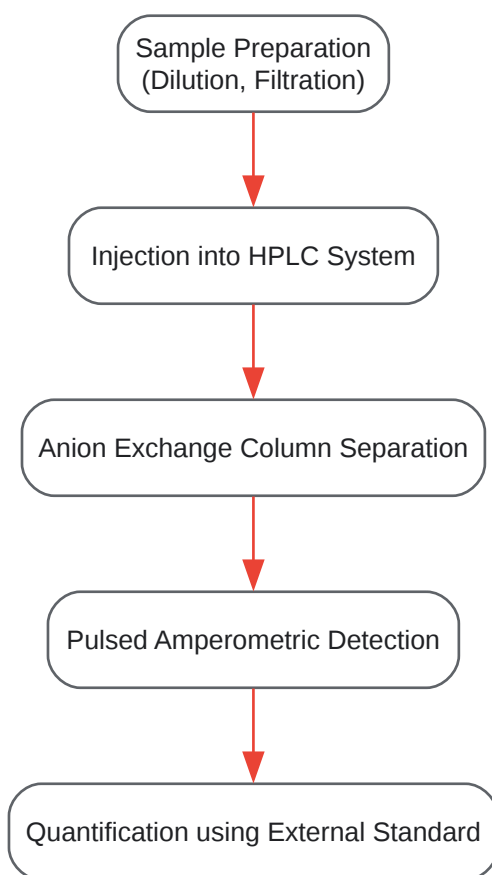 Sample Preparation
(Dilution, Filtration)
Injection into HPLC System
Anion Exchange Column Separation
Pulsed Amperometric Detection
Quantification using External Standard